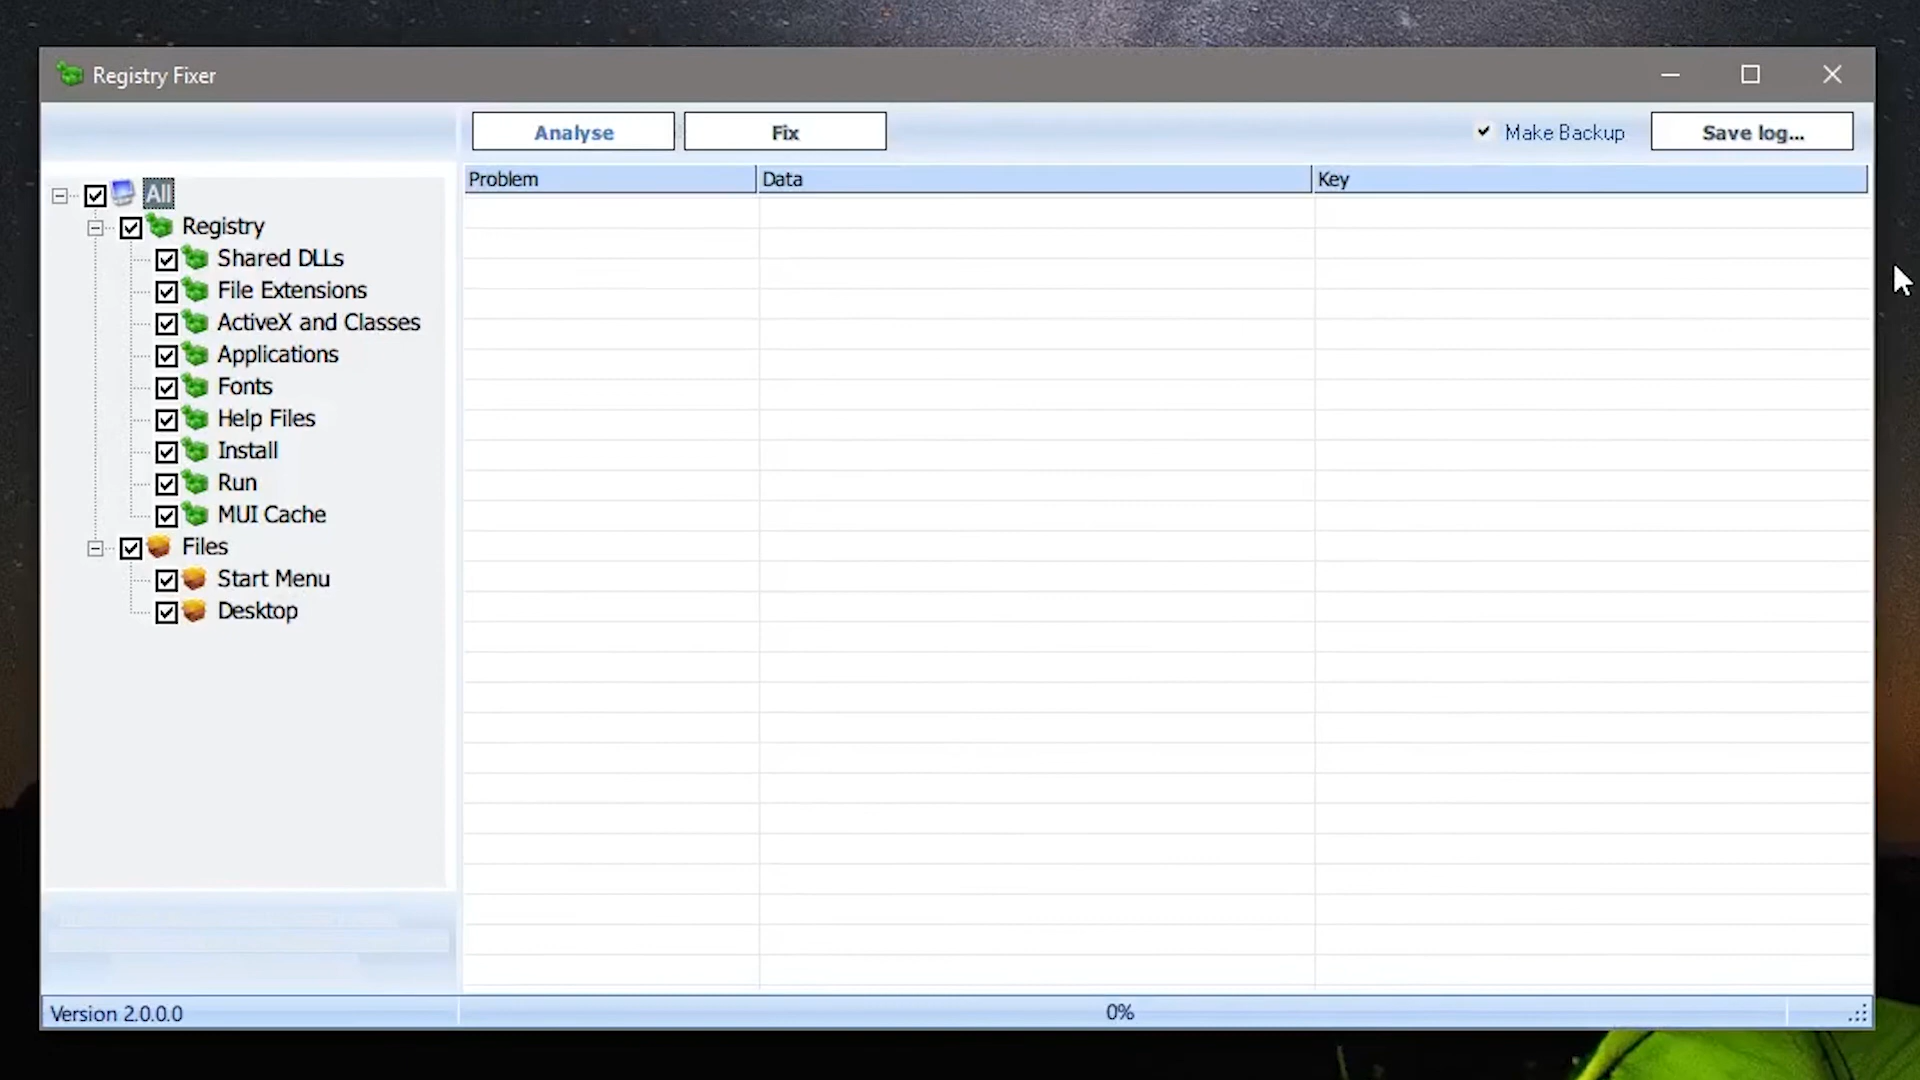 Registry Fixer
Analyse
Fix
Make Backup
Save log...
Problem
Data
Key
All
Registry
Shared DLLs
File Extensions
ActiveX and Classes
Applications
Fonts
Help Files
Install
Run
MUI Cache
Files
Start Menu
Desktop
Version 2.0.0.0
0%